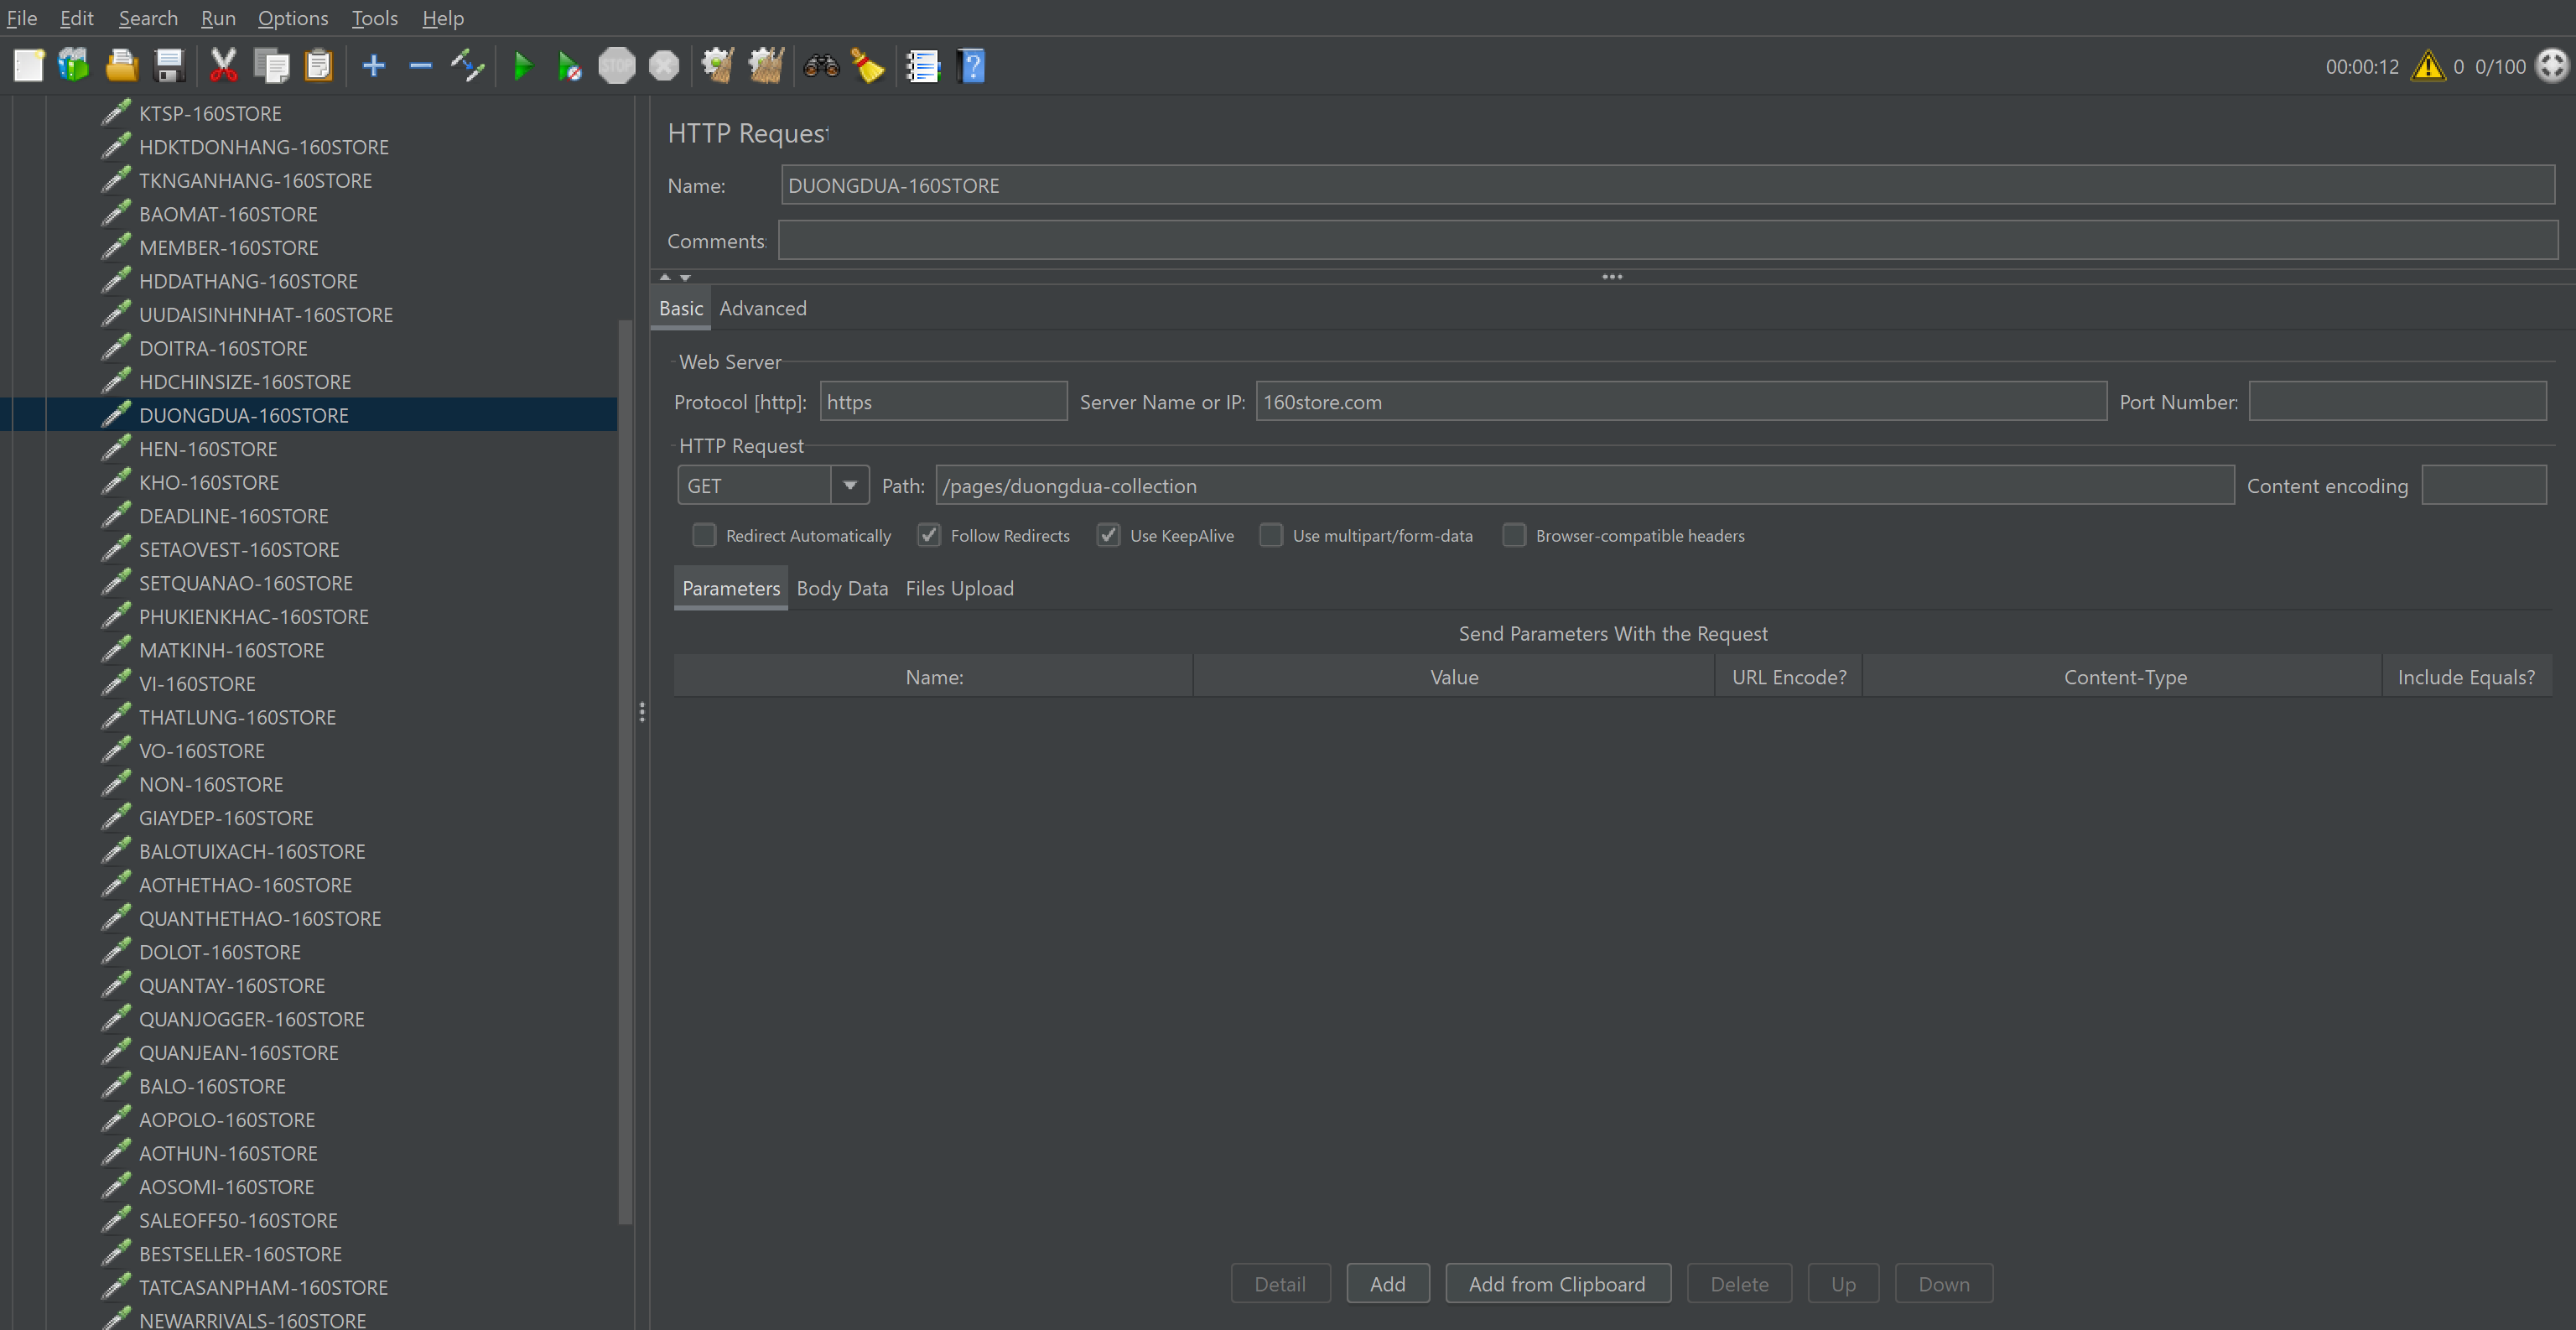 File Edit Search Run Options Tools Help
STOP
00:00:12 0 0/100
KTSP-160STORE
HDKTDONHANG-160STORE
TKNGANHANG-160STORE
BAOMAT-160STORE
MEMBER-160STORE
HDDATHANG-160STORE
UUDAISINHNHAT-160STORE
DOITRA-160STORE
HDCHINSIZE-160STORE
DUONGDUA-160STORE
HEN-160STORE
KHO-160STORE
DEADLINE-160STORE
SETAOVEST-160STORE
SETQUANAO-160STORE
PHUKIENKHAC-160STORE
MATKINH-160STORE
VI-160STORE
THATLUNG-160STORE
VO-160STORE
NON-160STORE
GIAYDEP-160STORE
BALOTUIXACH-160STORE
AOTHETHAO-160STORE
QUANTHETHAO-160STORE
DOLOT-160STORE
QUANTAY-160STORE
QUANJOGGER-160STORE
QUANJEAN-160STORE
BALO-160STORE
AOPOLO-160STORE
AOTHUN-160STORE
AOSOMI-160STORE
SALEOFF50-160STORE
BESTSELLER-160STORE
TATCASANPHAM-160STORE
NEWARRIVALS-160STORE
HTTP Request
Name: DUONGDUA-160STORE
Comments:
Basic Advanced
Web Server
Protocol [http]: https Server Name or IP: 160store.com Port Number:
HTTP Request
GET Path: /pages/duongdua-collection Content encoding
Redirect Automatically Follow Redirects Use KeepAlive Use multipart/form-data Browser-compatible headers
Parameters Body Data Files Upload
Send Parameters With the Request
Name: Value URL Encode? Content-Type Include Equals?
Detail Add Add from Clipboard Delete Up Down